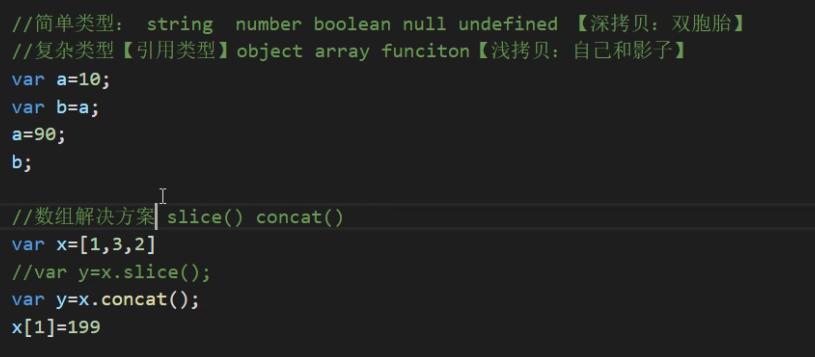 //简单类型： string  number boolean null undefined 【深拷贝：双胞胎】
//复杂类型【引用类型】object array funciton【浅拷贝：自己和影子】
var a=10;
var b=a;
a=90;
b;
//数组解决方案 slice() concat()
var x=[1,3,2]
//var y=x.slice();
var y=x.concat();
x[1]=199